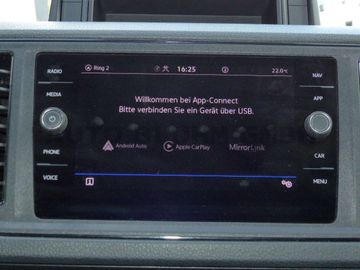 RADIO
MEDIA
PHONE
VOICE
Ring 2
16:25
22.0°C
Willkommen bei App-Connect
Bitte verbinden Sie ein Gerät über USB.
Android Auto
Apple CarPlay
MirrorLink
NAV
APP
CAR
MENU